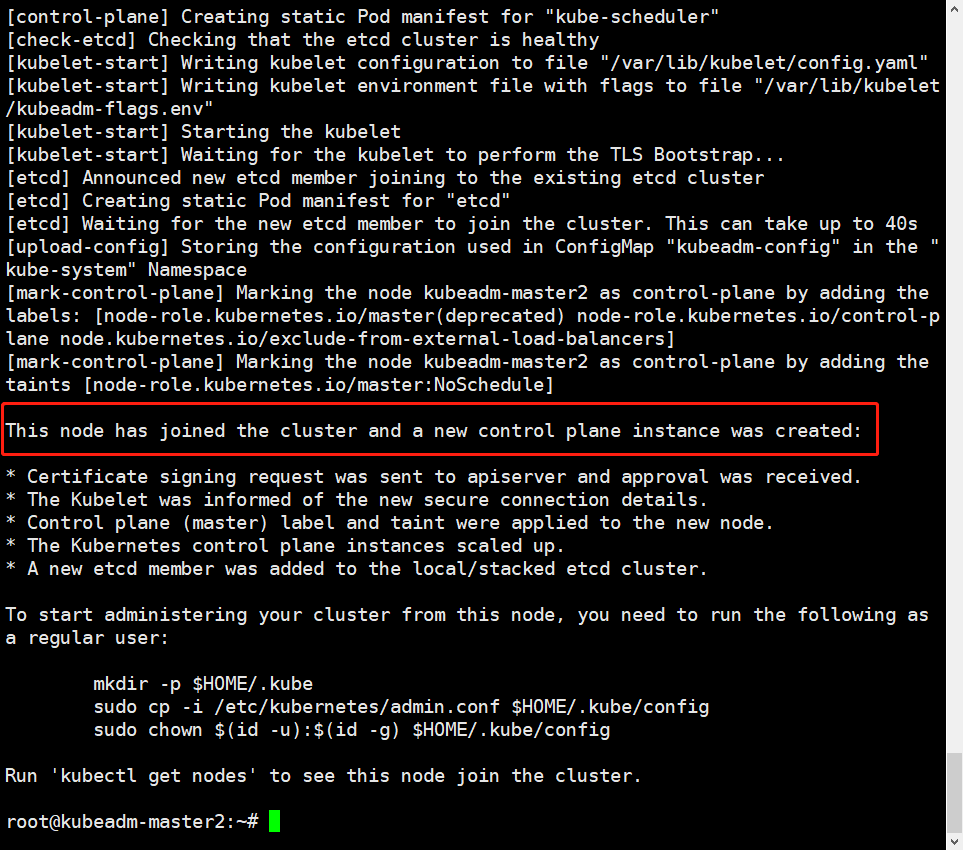 [control-plane] Creating static Pod manifest for "kube-scheduler"
[check-etcd] Checking that the etcd cluster is healthy
[kubelet-start] Writing kubelet configuration to file "/var/lib/kubelet/config.yaml"
[kubelet-start] Writing kubelet environment file with flags to file "/var/lib/kubelet
/kubeadm-flags.env"
[kubelet-start] Starting the kubelet
[kubelet-start] Waiting for the kubelet to perform the TLS Bootstrap...
[etcd] Announced new etcd member joining to the existing etcd cluster
[etcd] Creating static Pod manifest for "etcd"
[etcd] Waiting for the new etcd member to join the cluster. This can take up to 40s
[upload-config] Storing the configuration used in ConfigMap "kubeadm-config" in the "
kube-system" Namespace
[mark-control-plane] Marking the node kubeadm-master2 as control-plane by adding the
labels: [node-role.kubernetes.io/master(deprecated) node-role.kubernetes.io/control-p
lane node.kubernetes.io/exclude-from-external-load-balancers]
[mark-control-plane] Marking the node kubeadm-master2 as control-plane by adding the
taints [node-role.kubernetes.io/master:NoSchedule]
This node has joined the cluster and a new control plane instance was created:
* Certificate signing request was sent to apiserver and approval was received.
* The Kubelet was informed of the new secure connection details.
* Control plane (master) label and taint were applied to the new node.
* The Kubernetes control plane instances scaled up.
* A new etcd member was added to the local/stacked etcd cluster.
To start administering your cluster from this node, you need to run the following as
a regular user:
mkdir -p $HOME/.kube
sudo cp -i /etc/kubernetes/admin.conf $HOME/.kube/config
sudo chown $(id -u):$(id -g) $HOME/.kube/config
Run 'kubectl get nodes' to see this node join the cluster.
root@kubeadm-master2:~#